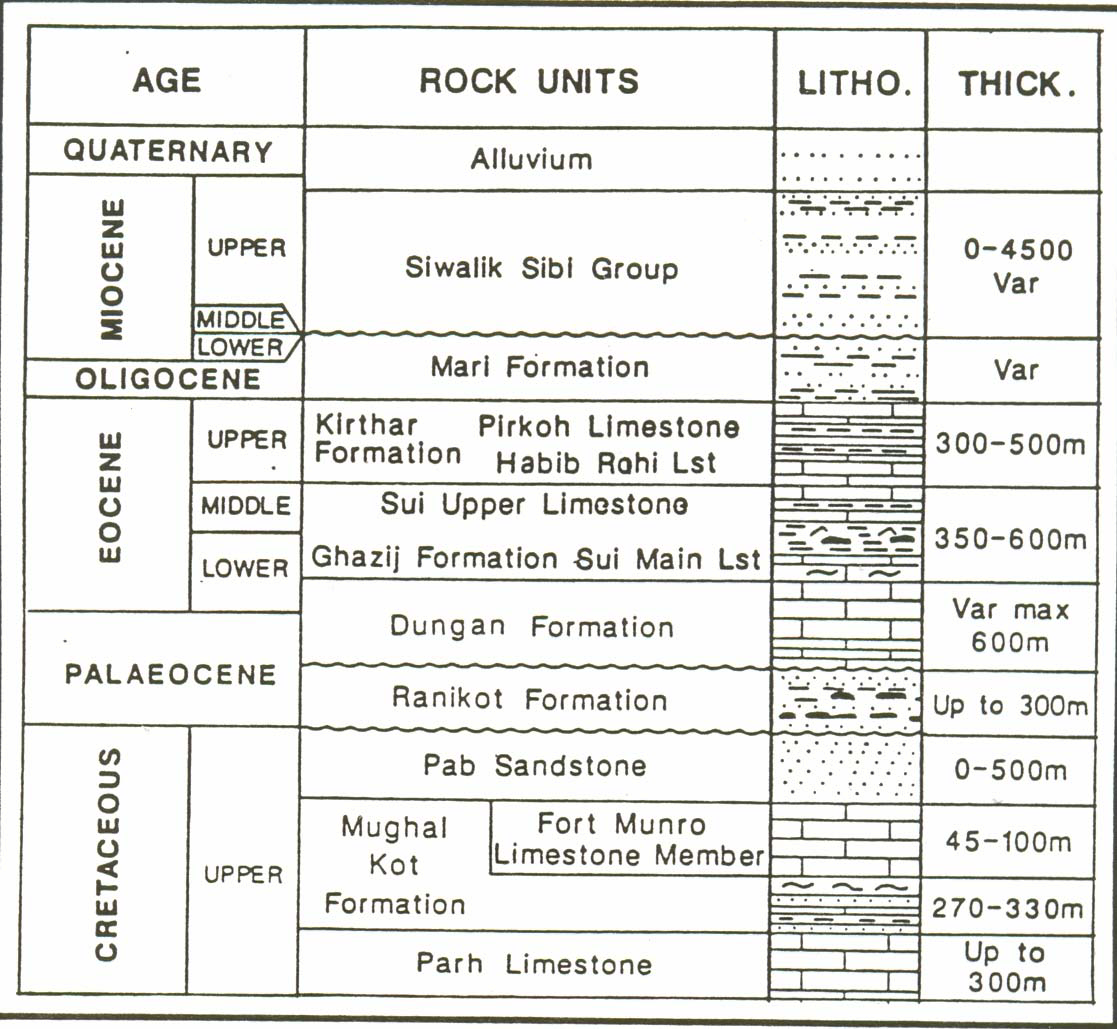 AGE ROCK UNITS LITHO. THICK.
QUATERNARY Alluvium
MIOCENE UPPER Siwalik Sibi Group 0-4500
Var
MIDDLE
LOWER Mari Formation Var
OLIGOCENE
EOCENE UPPER Kirthar Pirkoh Limestone 300-500m
Formation Habib Rahi Lst
MIDDLE Sui Upper Limestone 350-600m
LOWER Ghazij Formation Sui Main Lst
Dungan Formation Var max
600m
PALAEOCENE
Ranikot Formation Up to 300m
CRETACEOUS UPPER Pab Sandstone 0-500m
Mughal Fort Munro 45-100m
Kot Limestone Member
Formation 270-330m
Parh Limestone Up to
300m